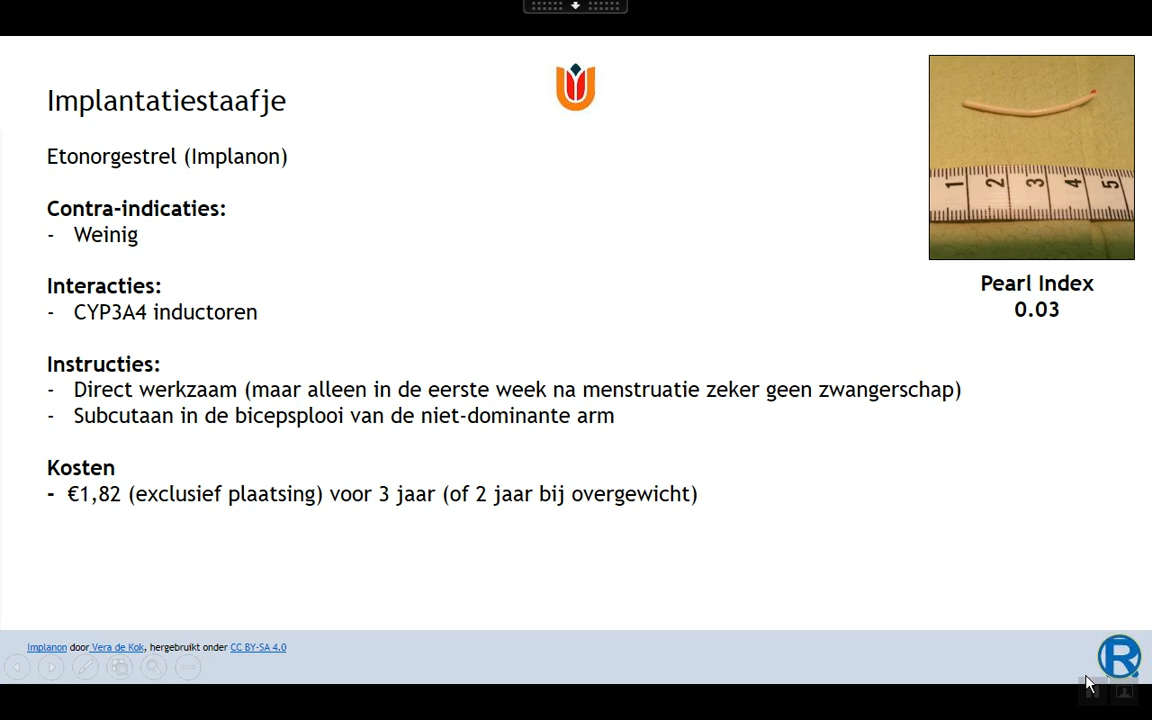 Implantatiestaafje
Etonorgestrel (Implanon)
Contra-indicaties:
- Weinig
Interacties:
- CYP3A4 inductoren
Instructies:
- Direct werkzaam (maar alleen in de eerste week na menstruatie zeker geen zwangerschap)
- Subcutaan in de bicepsplooi van de niet-dominante arm
Kosten
- €1,82 (exclusief plaatsing) voor 3 jaar (of 2 jaar bij overgewicht)
1 2 3 4 5
Pearl Index
0.03
Implanon door Vera de Kok, hergebruikt onder CC BY-SA 4.0
R